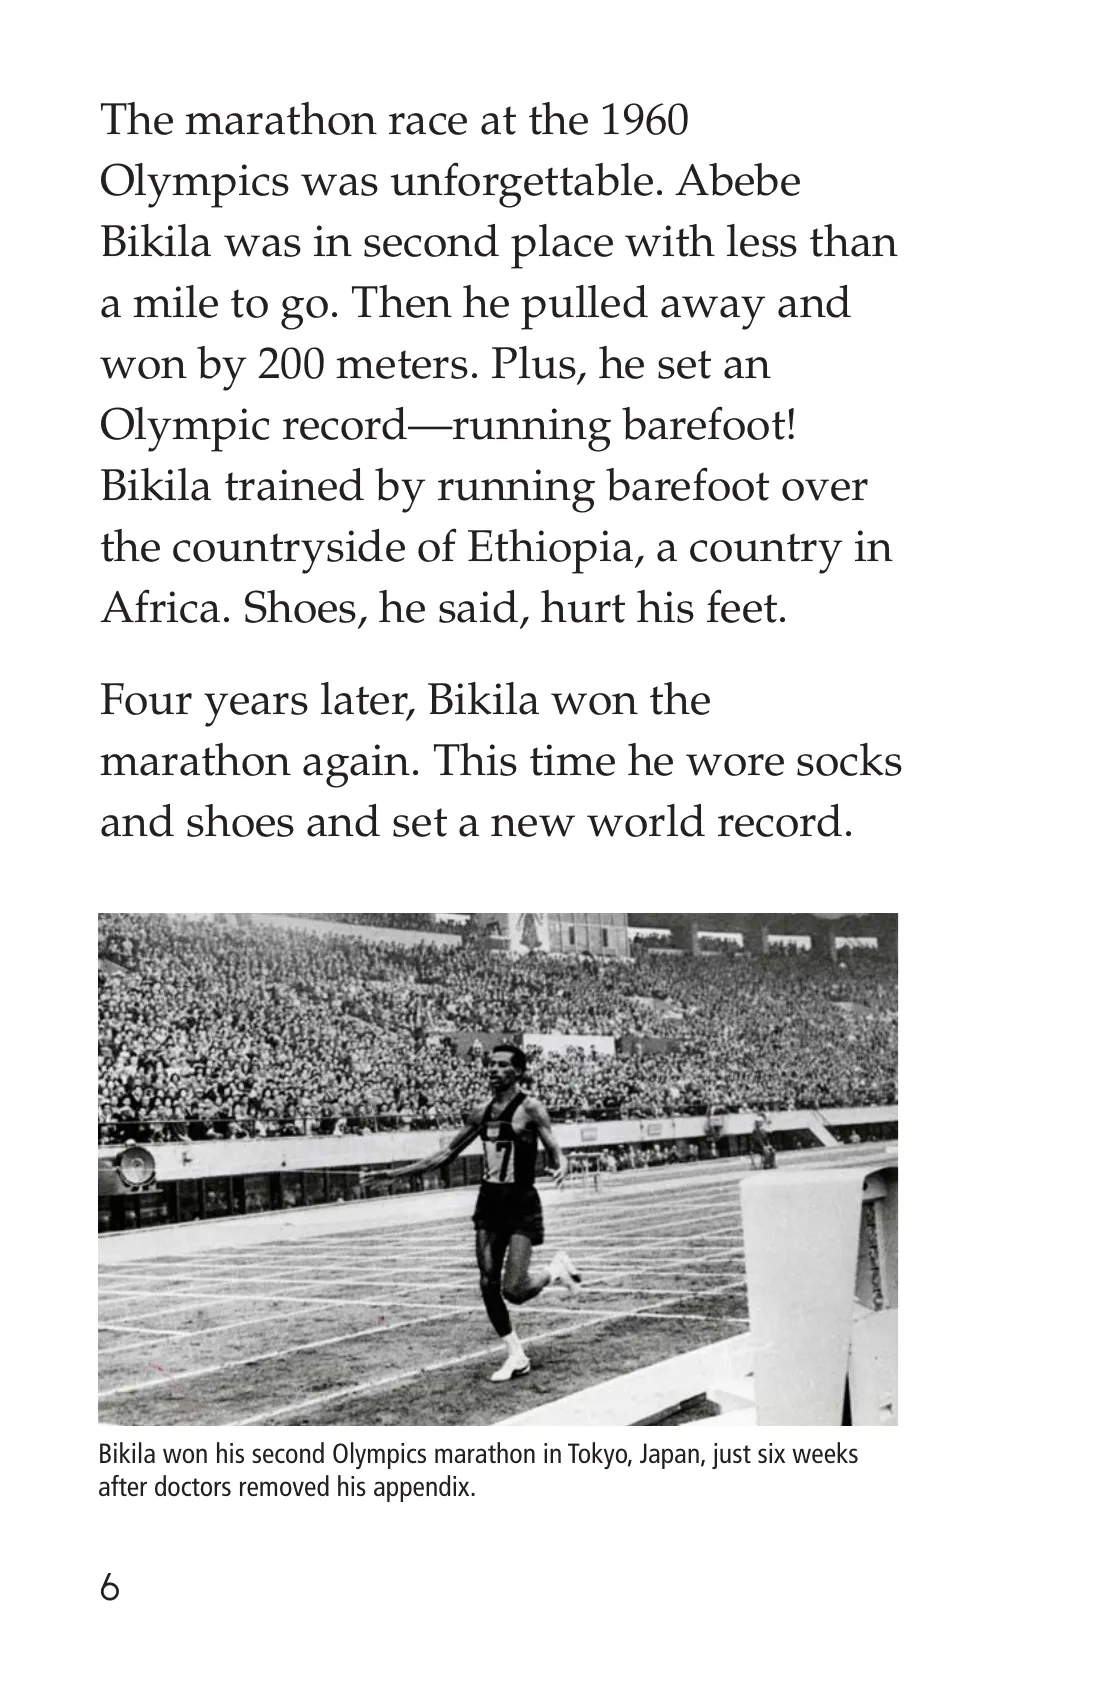 The marathon race at the 1960
Olympics was unforgettable. Abebe
Bikila was in second place with less than
a mile to go. Then he pulled away and
won by 200 meters. Plus, he set an
Olympic record—running barefoot!
Bikila trained by running barefoot over
the countryside of Ethiopia, a country in
Africa. Shoes, he said, hurt his feet.
Four years later, Bikila won the
marathon again. This time he wore socks
and shoes and set a new world record.
7
Bikila won his second Olympics marathon in Tokyo, Japan, just six weeks
after doctors removed his appendix.
6